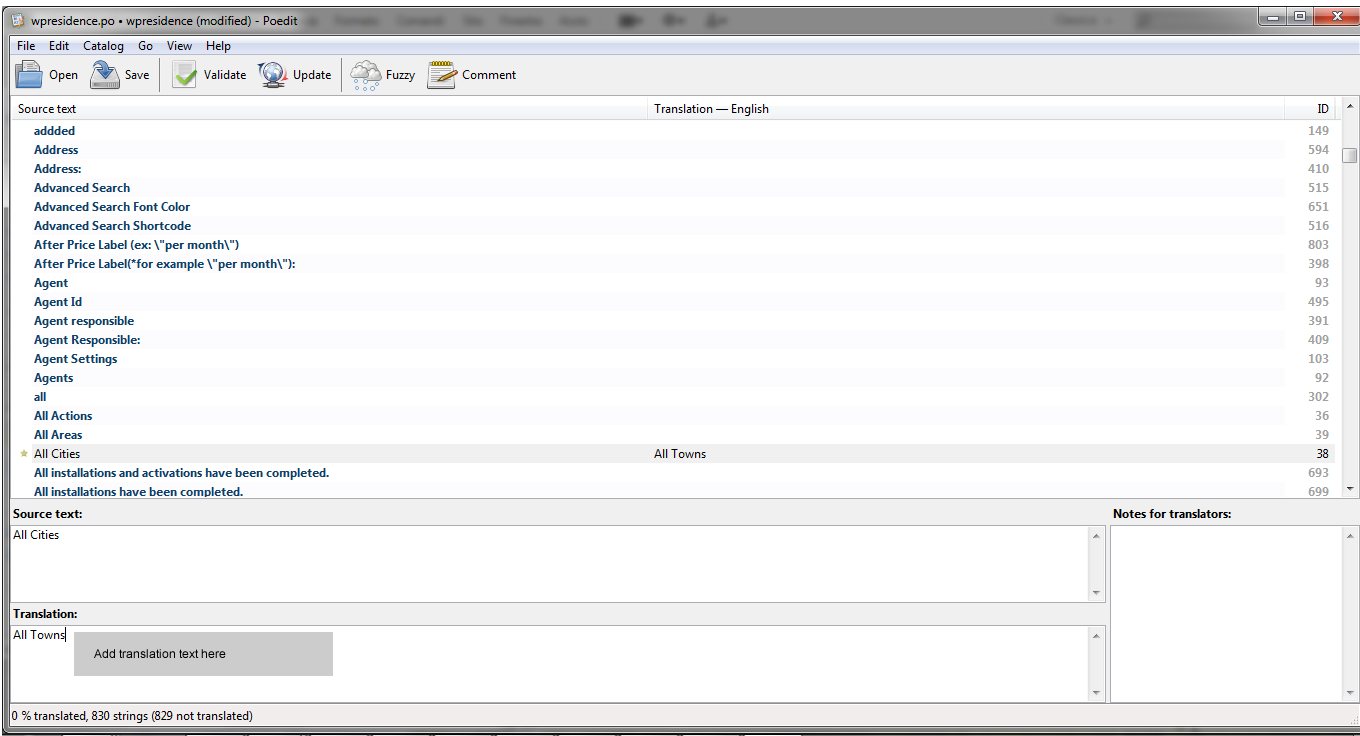 wpresidence.po • wpresidence (modified) - Poedit
File Edit Catalog Go View Help
Open Save Validate Update Fuzzy Comment
Source text Translation — English ID
addded 149
Address 594
Address: 410
Advanced Search 515
Advanced Search Font Color 651
Advanced Search Shortcode 516
After Price Label (ex: \"per month\") 803
After Price Label(*for example \"per month\"): 398
Agent 93
Agent Id 495
Agent responsible 391
Agent Responsible: 409
Agent Settings 103
Agents 92
all 302
All Actions 36
All Areas 39
All Cities All Towns 38
All installations and activations have been completed. 693
All installations have been completed. 699
Source text: Notes for translators:
All Cities
Translation:
All Towns
Add translation text here
0 % translated, 830 strings (829 not translated)